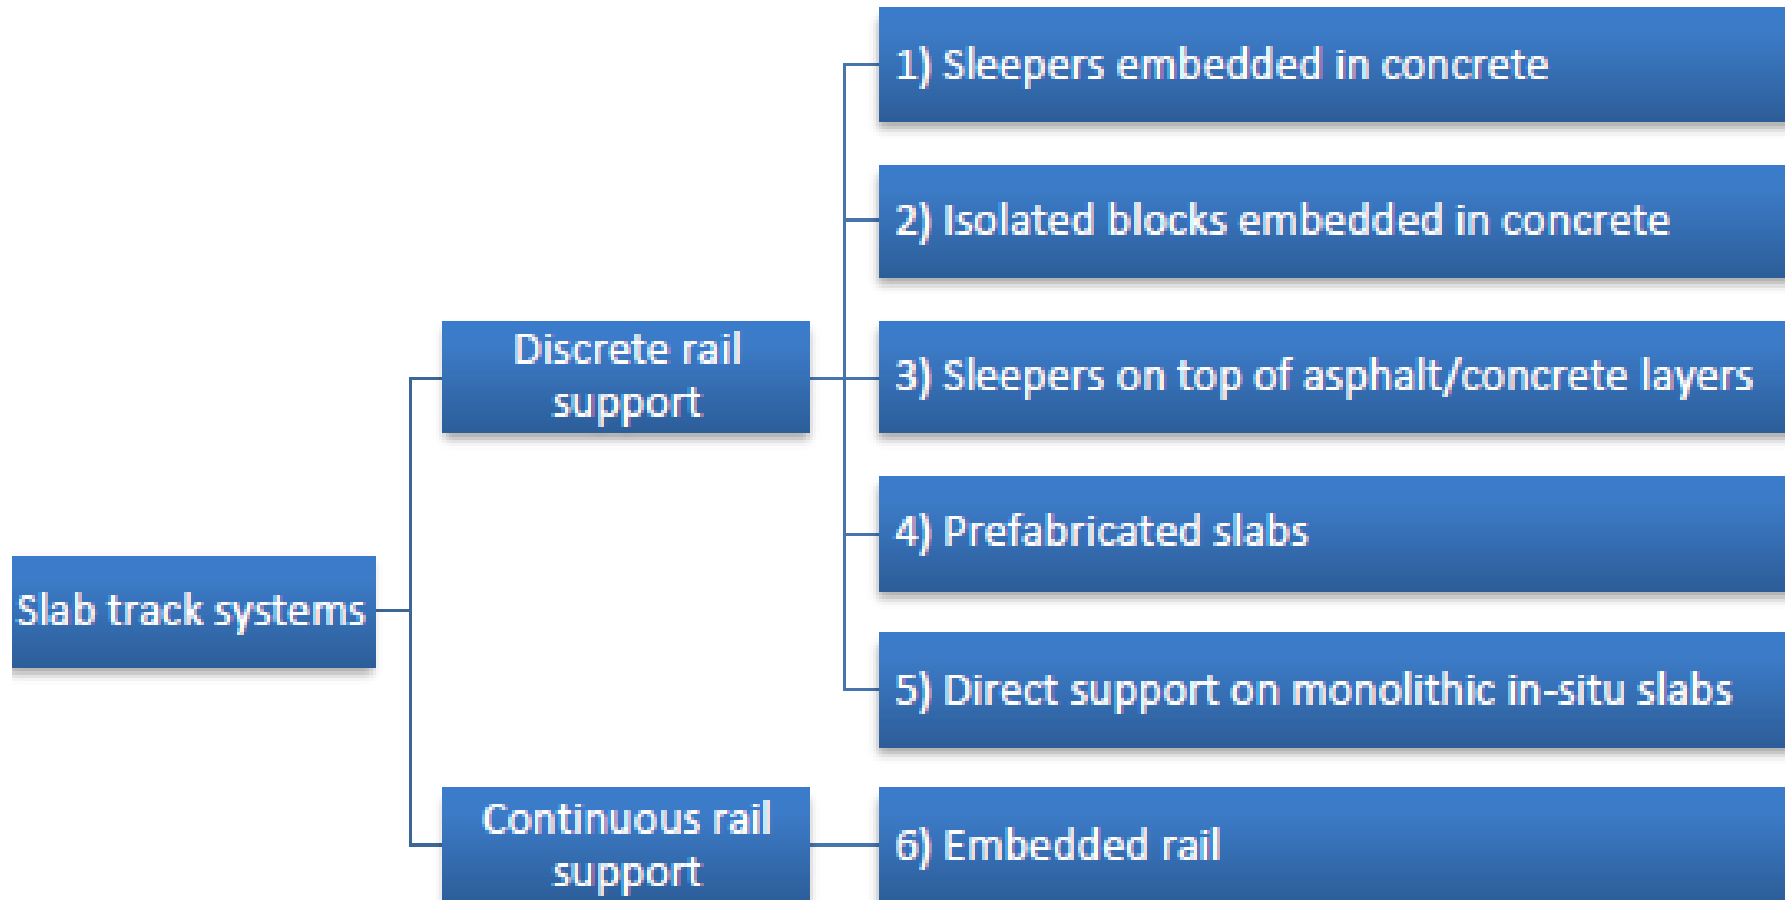 1) Sleepers embedded in concrete
2) Isolated blocks embedded in concrete
Discrete rail
support
3) Sleepers on top of asphalt/concrete layers
4) Prefabricated slabs
Slab track systems
5) Direct support on monolithic in-situ slabs
Continuous rail
support
6) Embedded rail